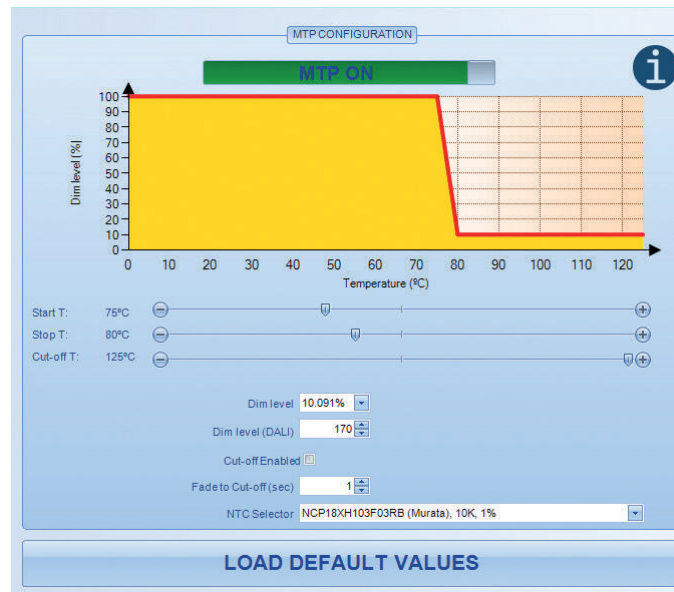 MTP CONFIGURATION
MTP ON
i
100
90
80
70
60
50
40
30
20
10
0
Dim level [%]
0 10 20 30 40 50 60 70 80 90 100 110 120
Temperature (ºC)
Start T: 75ºC
Stop T: 80ºC
Cut-off T: 125ºC
Dim level 10.091%
Dim level (DALI) 170
Cut-off Enabled
Fade to Cut-off (sec) 1
NTC Selector NCP18XH103F03RB (Murata), 10K, 1%
LOAD DEFAULT VALUES